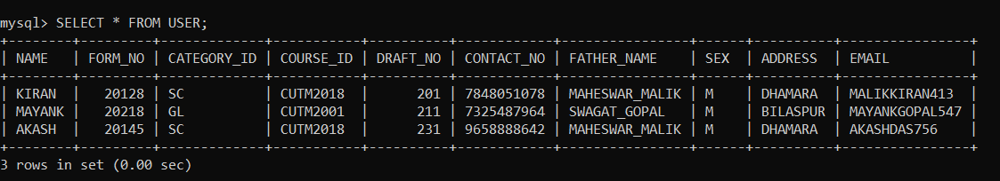 mysql> SELECT * FROM USER;
+--------+---------+-------------+-----------+----------+------------+----------------+------+----------+----------------+
| NAME   | FORM_NO | CATEGORY_ID | COURSE_ID | DRAFT_NO | CONTACT_NO | FATHER_NAME    | SEX  | ADDRESS  | EMAIL          |
+--------+---------+-------------+-----------+----------+------------+----------------+------+----------+----------------+
| KIRAN  |   20128 | SC          | CUTM2018  |      201 | 7848051078 | MAHESWAR_MALIK | M    | DHAMARA  | MALIKKIRAN413  |
| MAYANK |   20218 | GL          | CUTM2001  |      211 | 7325487964 | SWAGAT_GOPAL   | M    | BILASPUR | MAYANKGOPAL547 |
| AKASH  |   20145 | SC          | CUTM2018  |      231 | 9658888642 | MAHESWAR_MALIK | M    | DHAMARA  | AKASHDAS756    |
+--------+---------+-------------+-----------+----------+------------+----------------+------+----------+----------------+
3 rows in set (0.00 sec)